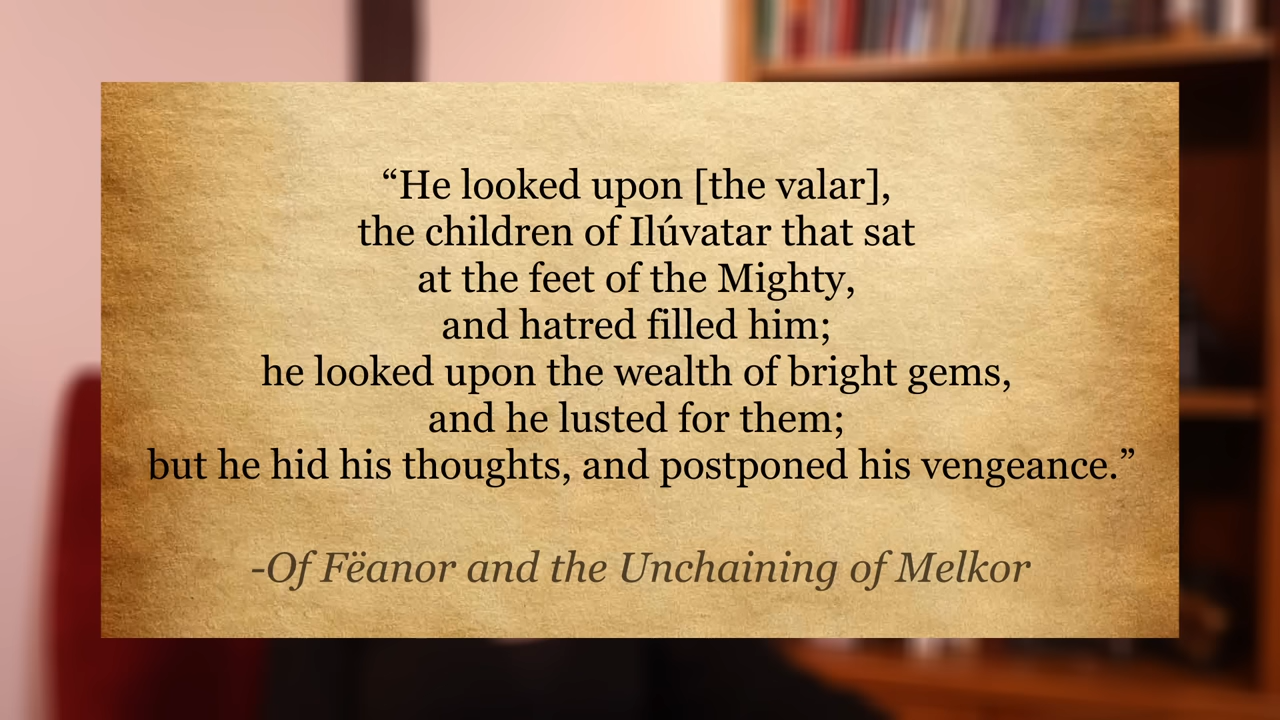 “He looked upon [the valar],
the children of Ilúvatar that sat
at the feet of the Mighty,
and hatred filled him;
he looked upon the wealth of bright gems,
and he lusted for them;
but he hid his thoughts, and postponed his vengeance.”
-Of Fëanor and the Unchaining of Melkor